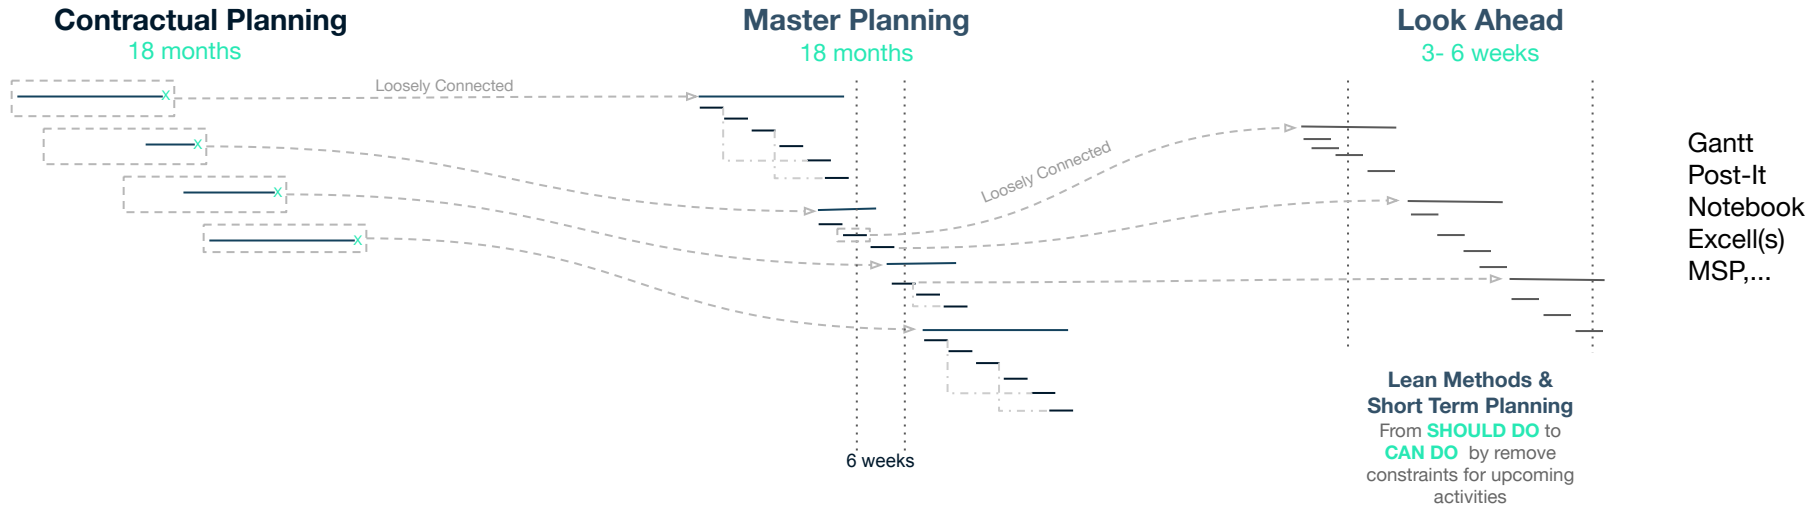 Contractual Planning
18 months
Master Planning
18 months
Look Ahead
3- 6 weeks
X
Loosely Connected
X
X
X
Loosely Connected
Gantt
Post-It
Notebook
Excell(s)
MSP,...
6 weeks
Lean Methods &
Short Term Planning
From SHOULD DO to
CAN DO by remove
constraints for upcoming
activities